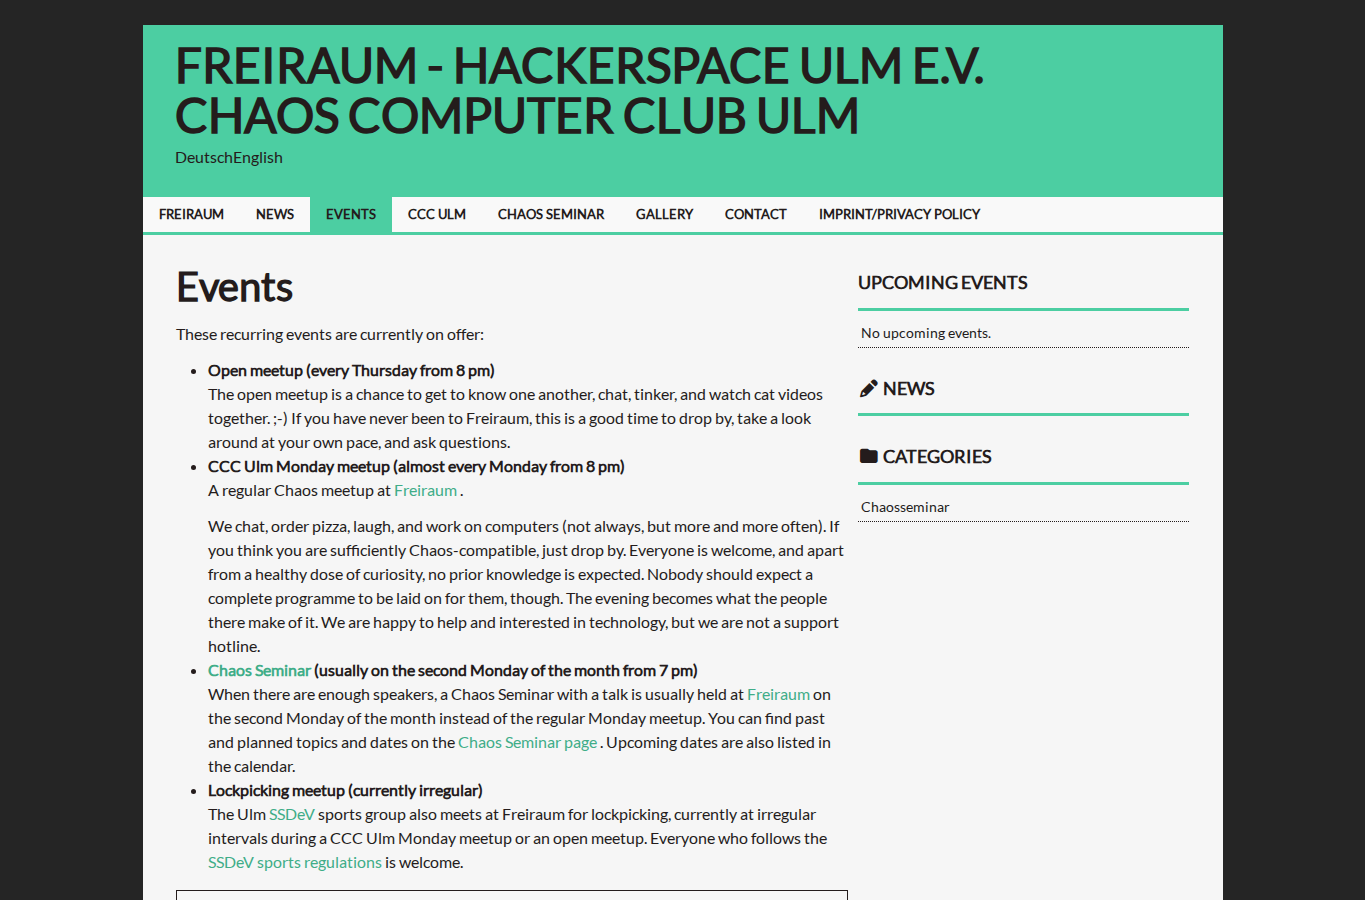 FREIRAUM - HACKERSPACE ULM E.V.
CHAOS COMPUTER CLUB ULM
DeutschEnglish
FREIRAUM NEWS EVENTS CCC ULM CHAOS SEMINAR GALLERY CONTACT IMPRINT/PRIVACY POLICY
Events
These recurring events are currently on offer:
Open meetup (every Thursday from 8 pm)
The open meetup is a chance to get to know one another, chat, tinker, and watch cat videos
together. ;-) If you have never been to Freiraum, this is a good time to drop by, take a look
around at your own pace, and ask questions.
CCC Ulm Monday meetup (almost every Monday from 8 pm)
A regular Chaos meetup at Freiraum .
We chat, order pizza, laugh, and work on computers (not always, but more and more often). If
you think you are sufficiently Chaos-compatible, just drop by. Everyone is welcome, and apart
from a healthy dose of curiosity, no prior knowledge is expected. Nobody should expect a
complete programme to be laid on for them, though. The evening becomes what the people
there make of it. We are happy to help and interested in technology, but we are not a support
hotline.
Chaos Seminar (usually on the second Monday of the month from 7 pm)
When there are enough speakers, a Chaos Seminar with a talk is usually held at Freiraum on
the second Monday of the month instead of the regular Monday meetup. You can find past
and planned topics and dates on the Chaos Seminar page . Upcoming dates are also listed in
the calendar.
Lockpicking meetup (currently irregular)
The Ulm SSDeV sports group also meets at Freiraum for lockpicking, currently at irregular
intervals during a CCC Ulm Monday meetup or an open meetup. Everyone who follows the
SSDeV sports regulations is welcome.
UPCOMING EVENTS
No upcoming events.
NEWS
CATEGORIES
Chaosseminar